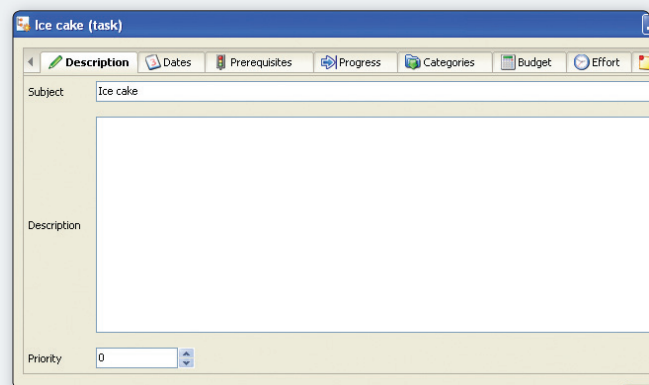 Ice cake (task)
Description Dates Prerequisites Progress Categories Budget Effort
Subject Ice cake
Description
Priority 0